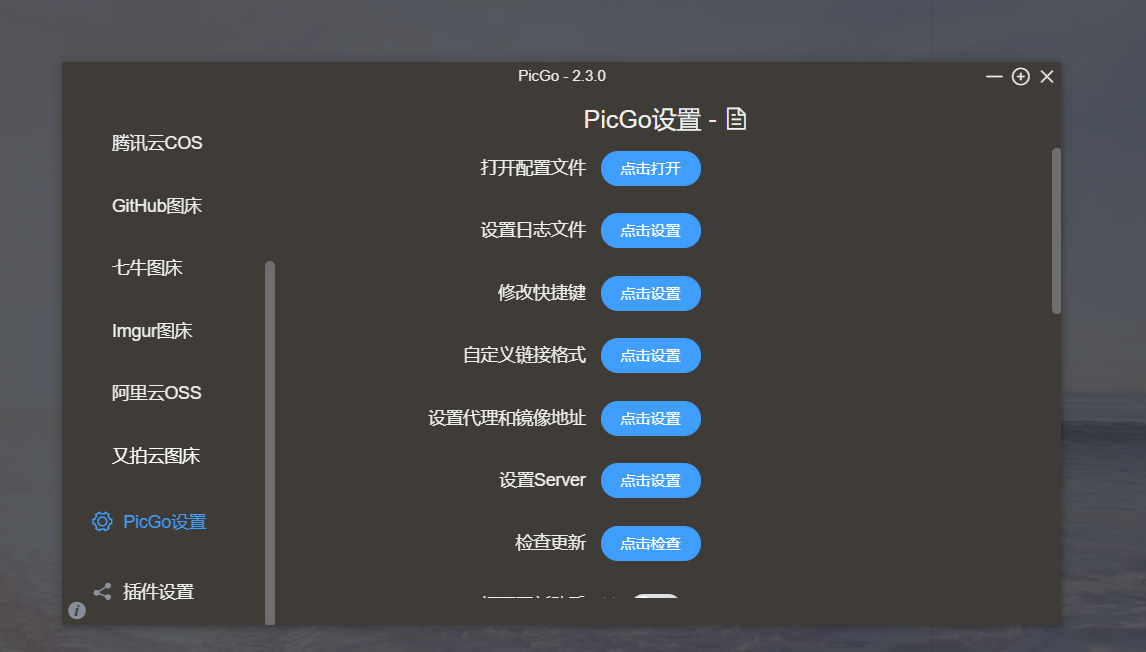 PicGo - 2.3.0
腾讯云COS
GitHub图床
七牛图床
Imgur图床
阿里云OSS
又拍云图床
PicGo设置
插件设置
PicGo设置 -
打开配置文件 点击打开
设置日志文件 点击设置
修改快捷键 点击设置
自定义链接格式 点击设置
设置代理和镜像地址 点击设置
设置Server 点击设置
检查更新 点击检查